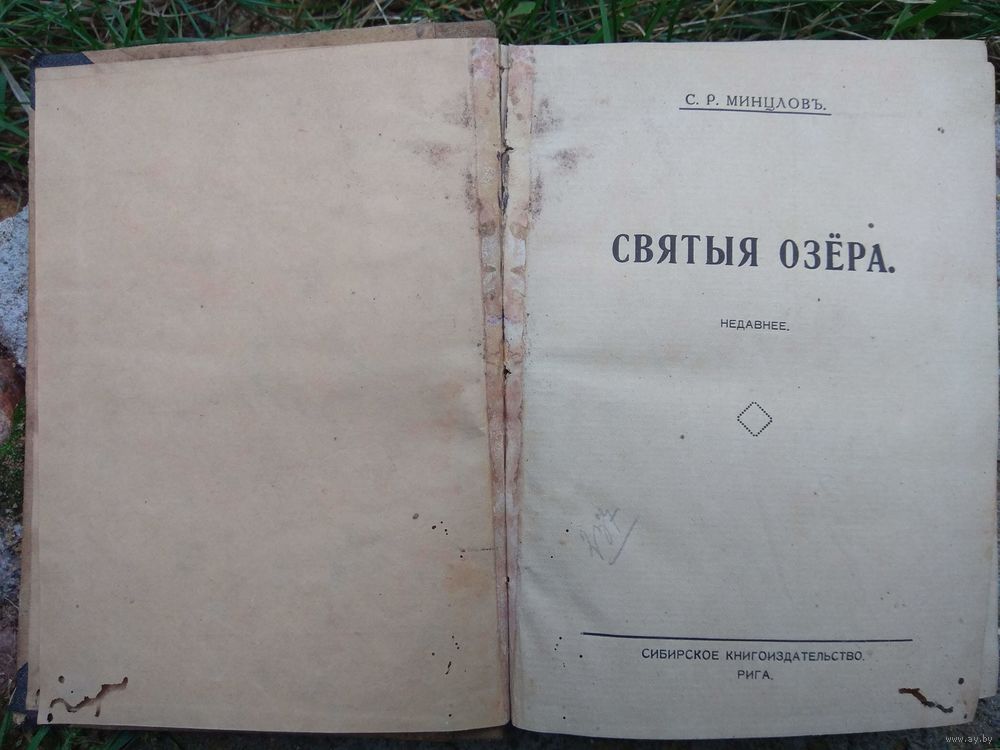 С. Р. МИНЦЛОВЪ.
СВЯТЫЯ ОЗЁРА.
НЕДАВНЕЕ.
СИБИРСКОЕ КНИГОИЗДАТЕЛЬСТВО.
РИГА.
www.ay.by